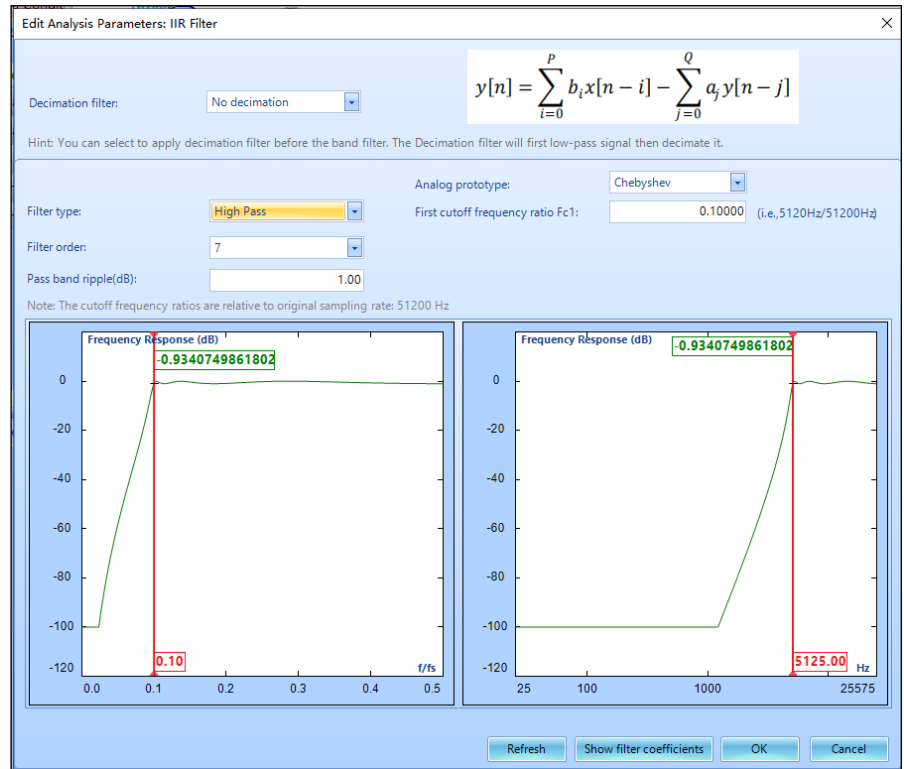 Edit Analysis Parameters: IIR Filter
y[n] = ∑_{i=0}^{P} b_i x[n − i] − ∑_{j=0}^{Q} a_j y[n − j]
Decimation filter: No decimation
Hint: You can select to apply decimation filter before the band filter. The Decimation filter will first low-pass signal then decimate it.
Analog prototype: Chebyshev
Filter type: High Pass
First cutoff frequency ratio Fc1: 0.10000 (i.e.,5120Hz/51200Hz)
Filter order: 7
Pass band ripple(dB): 1.00
Note: The cutoff frequency ratios are relative to original sampling rate: 51200 Hz
Frequency Response (dB)
-0.9340749861802
0
-20
-40
-60
-80
-100
-120
0.10
f/fs
0.0 0.1 0.2 0.3 0.4 0.5
Frequency Response (dB)
-0.9340749861802
0
-20
-40
-60
-80
-100
-120
5125.00
Hz
25 100 1000 25575
Refresh
Show filter coefficients
OK
Cancel